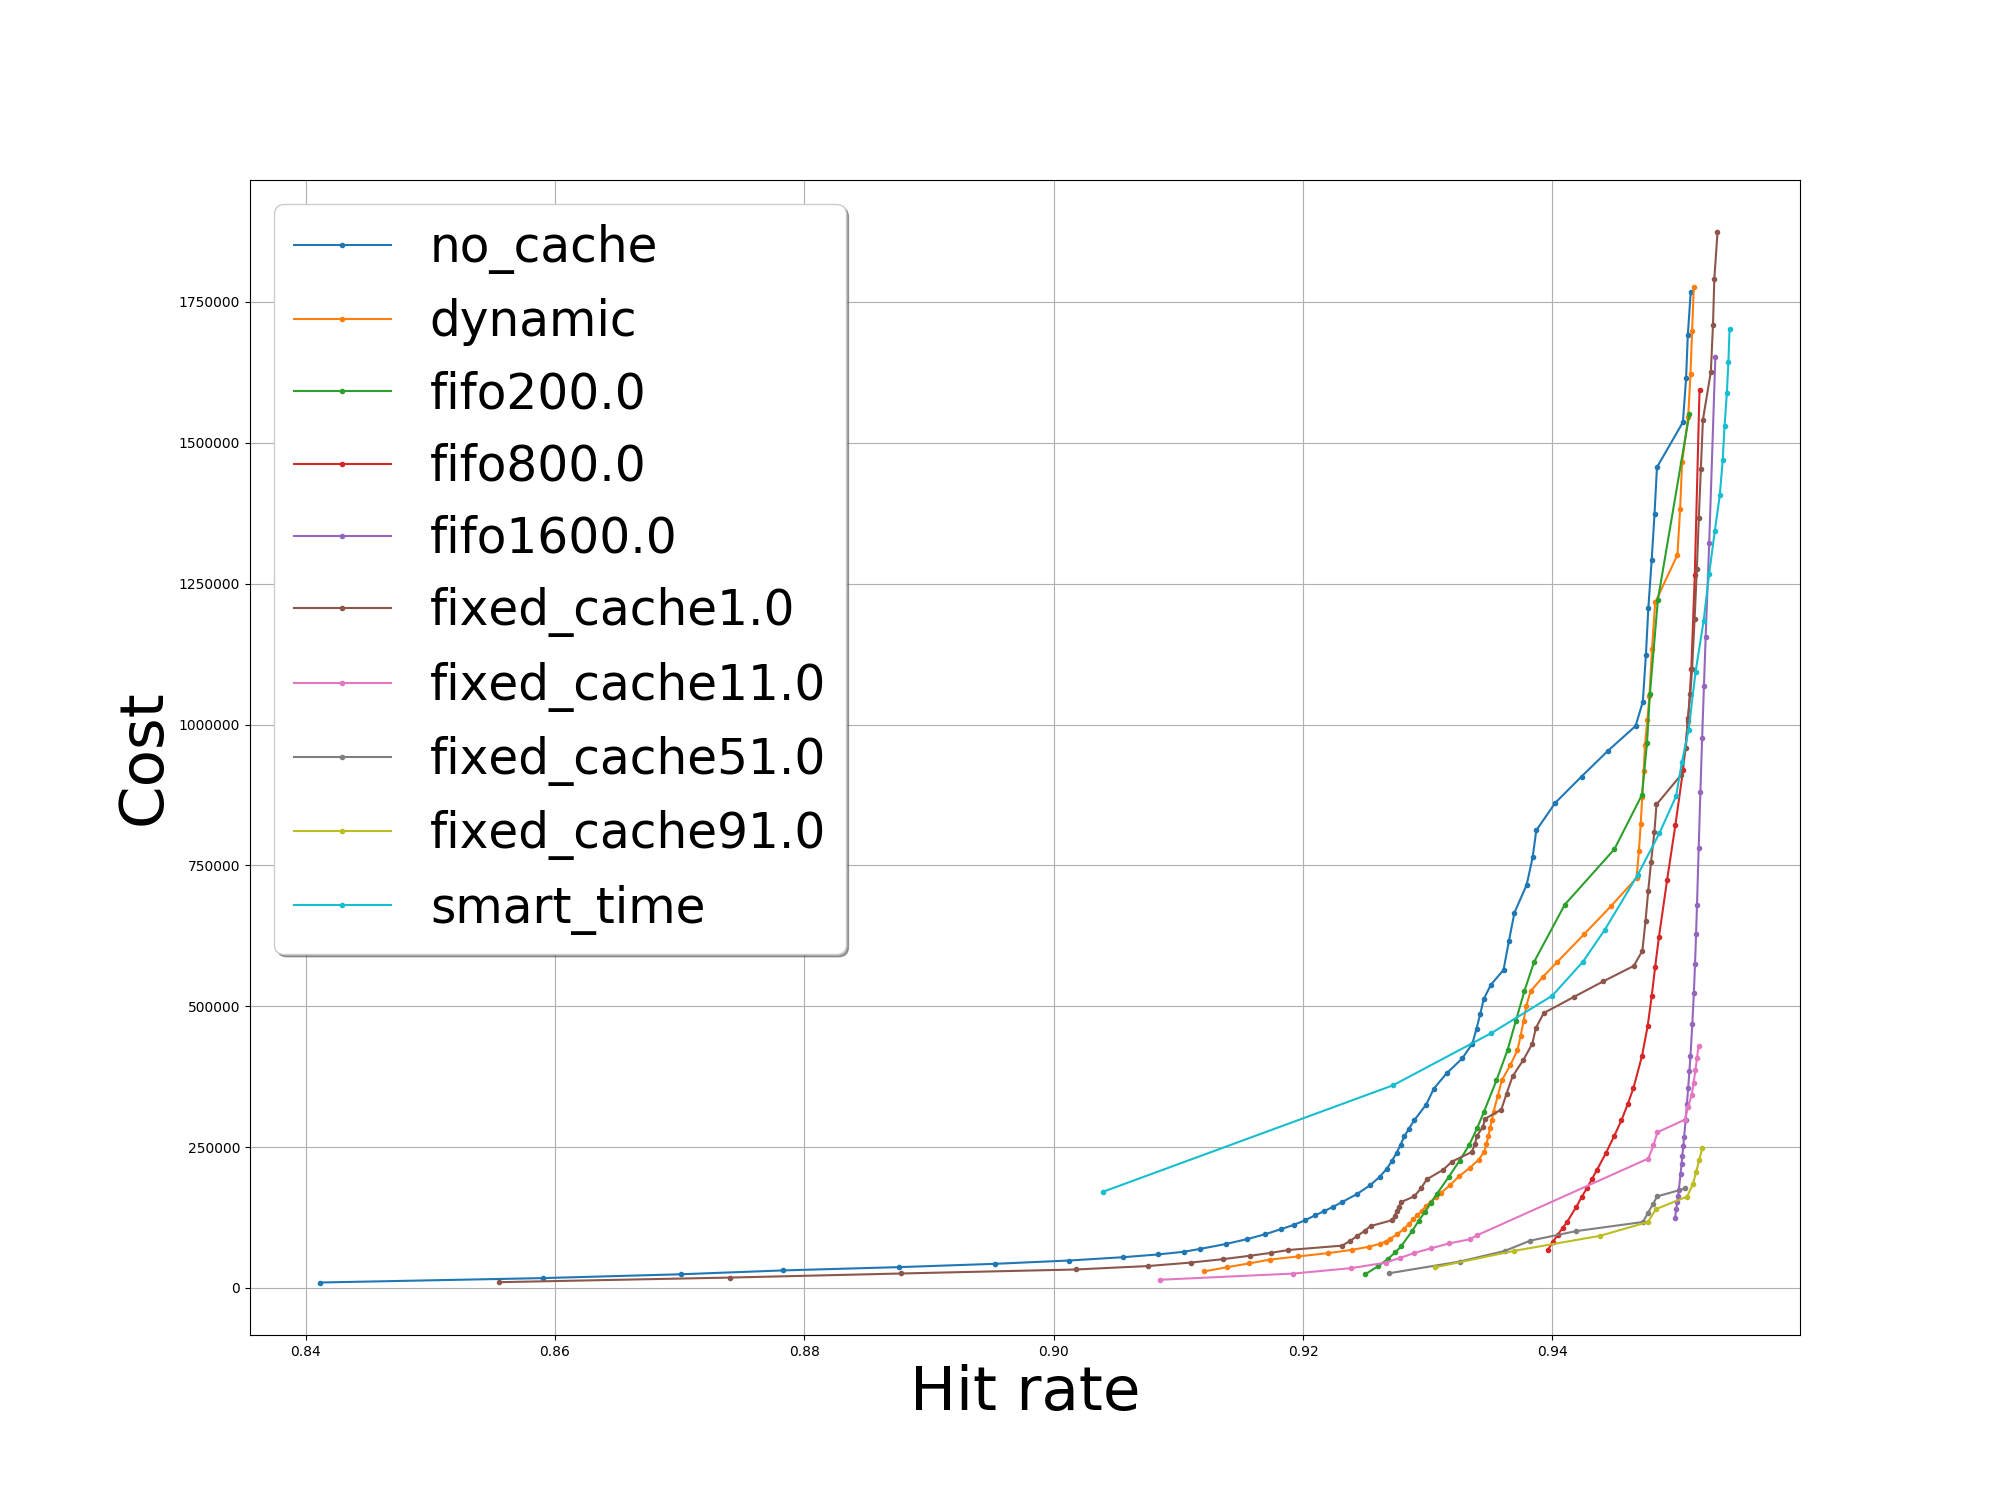 no_cache
dynamic
fifo200.0
fifo800.0
fifo1600.0
fixed_cache1.0
fixed_cache11.0
fixed_cache51.0
fixed_cache91.0
smart_time
Cost
1750000
1500000
1250000
1000000
750000
500000
250000
0
0.84 0.86 0.88 0.90 0.92 0.94
Hit rate